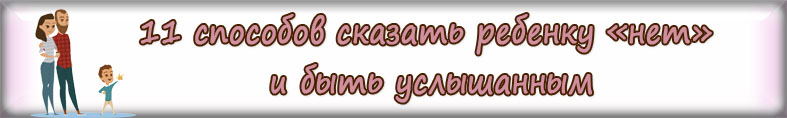 11 способов сказать ребенку «нет»
и быть услышанным